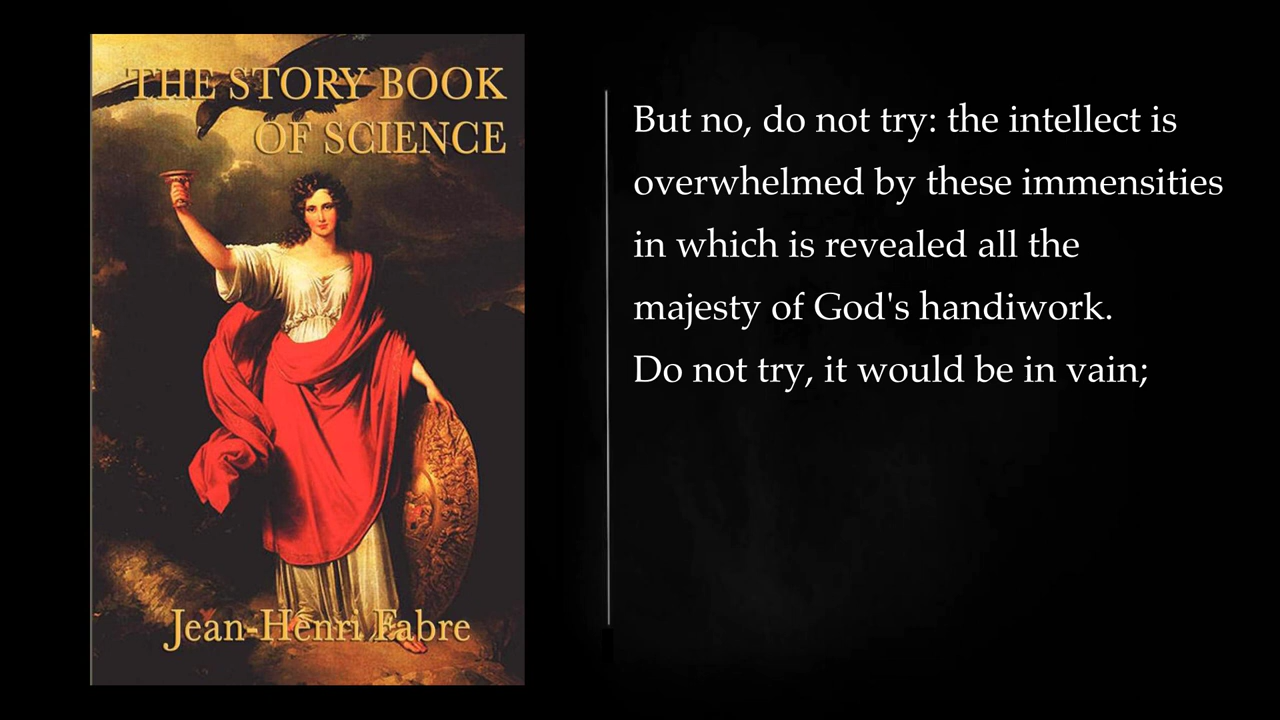 THE STORY BOOK
OF SCIENCE
Jean-Henri Fabre
But no, do not try: the intellect is
overwhelmed by these immensities
in which is revealed all the
majesty of God's handiwork.
Do not try, it would be in vain;